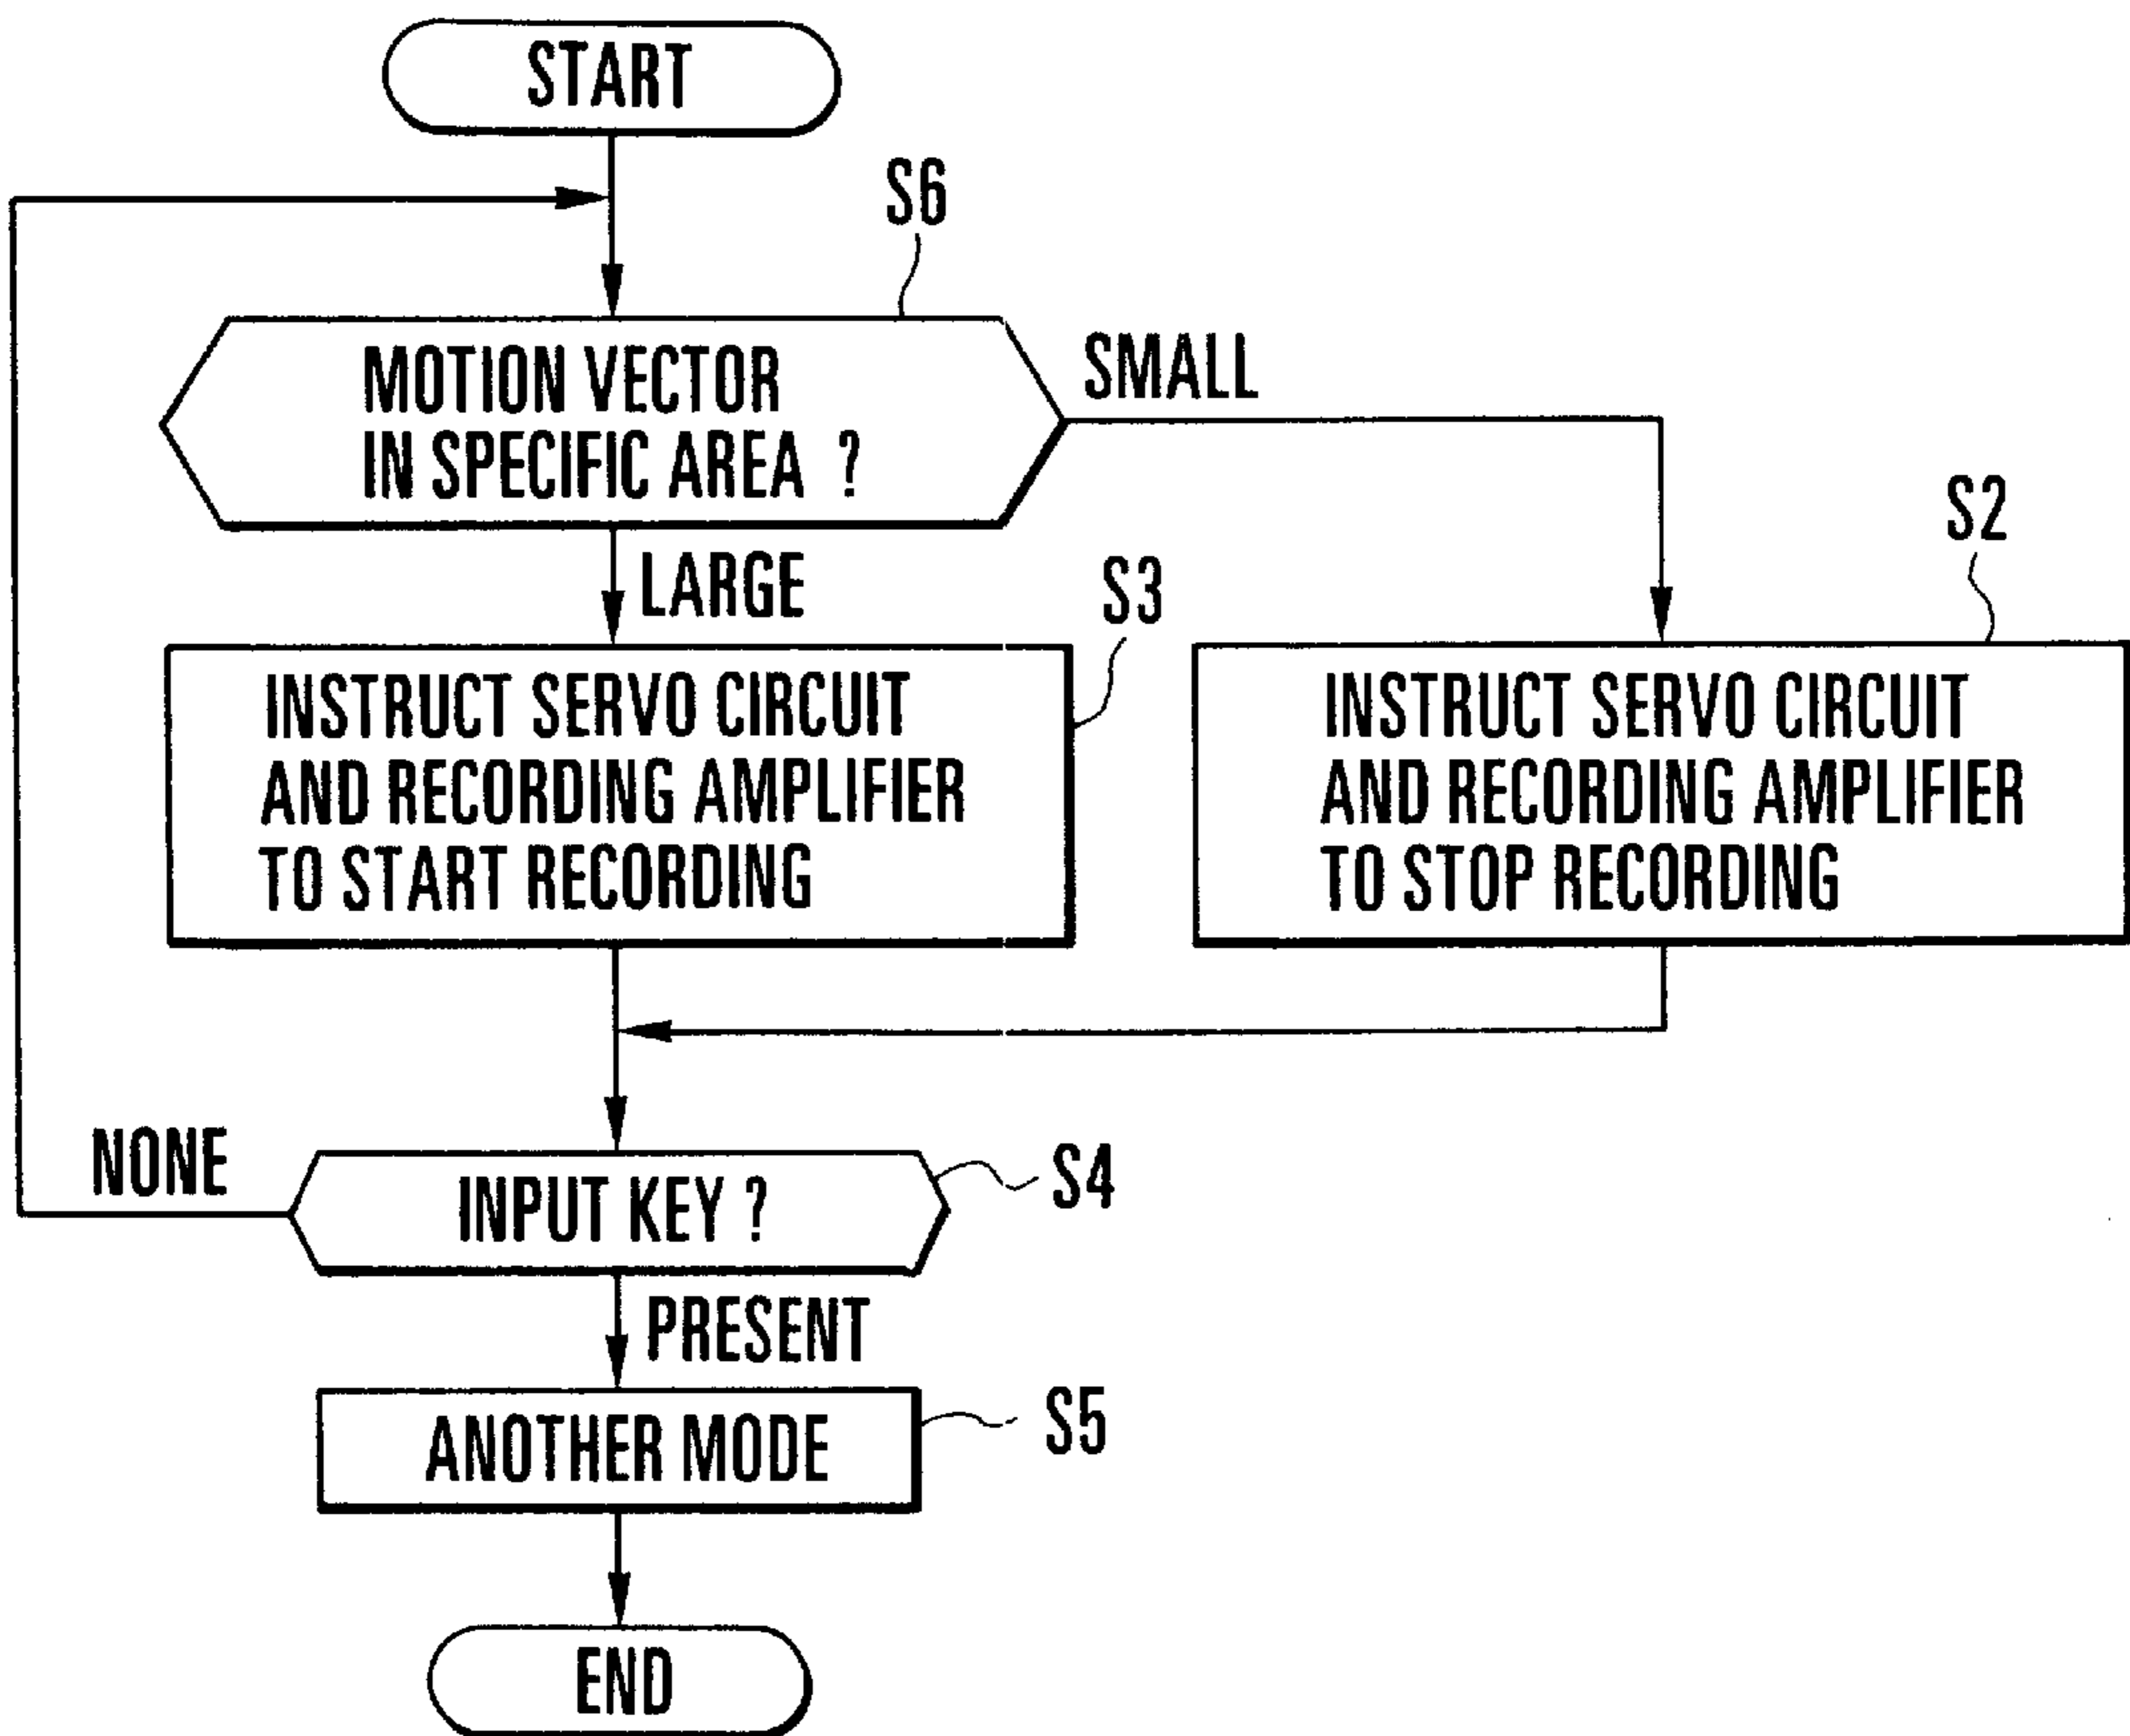 START
S6
MOTION VECTOR
IN SPECIFIC AREA ?
SMALL
LARGE
S3
S2
INSTRUCT SERVO CIRCUIT
AND RECORDING AMPLIFIER
TO START RECORDING
INSTRUCT SERVO CIRCUIT
AND RECORDING AMPLIFIER
TO STOP RECORDING
NONE
INPUT KEY ?
S4
PRESENT
ANOTHER MODE
S5
END